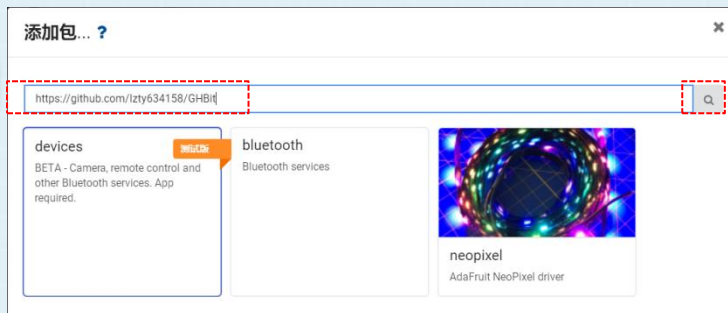 添加包... ?
https://github.com/lzty634158/GHBit
devices
测试版
BETA - Camera, remote control and
other Bluetooth services. App
required.
bluetooth
Bluetooth services
neopixel
AdaFruit NeoPixel driver